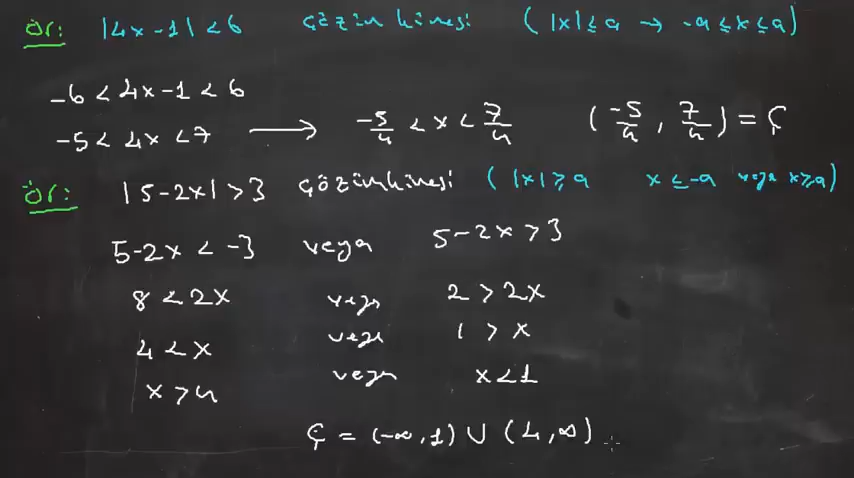 Ör: |4x-1| < 6 çözüm kümesi ( |x| ≤ a → -a ≤ x ≤ a)
-6 < 4x-1 < 6
-5 < 4x < 7 ⟶ -5/4 < x < 7/4 (-5/4, 7/4) = Ç
Ör: |5-2x| > 3 çözüm kümesi ( |x| ≥ a x ≤ -a veya x ≥ a)
5-2x < -3 veya 5-2x > 3
8 < 2x veya 2 > 2x
4 < x veya 1 > x
x > 4 veya x < 1
Ç = (-∞, 1) ∪ (4, ∞)